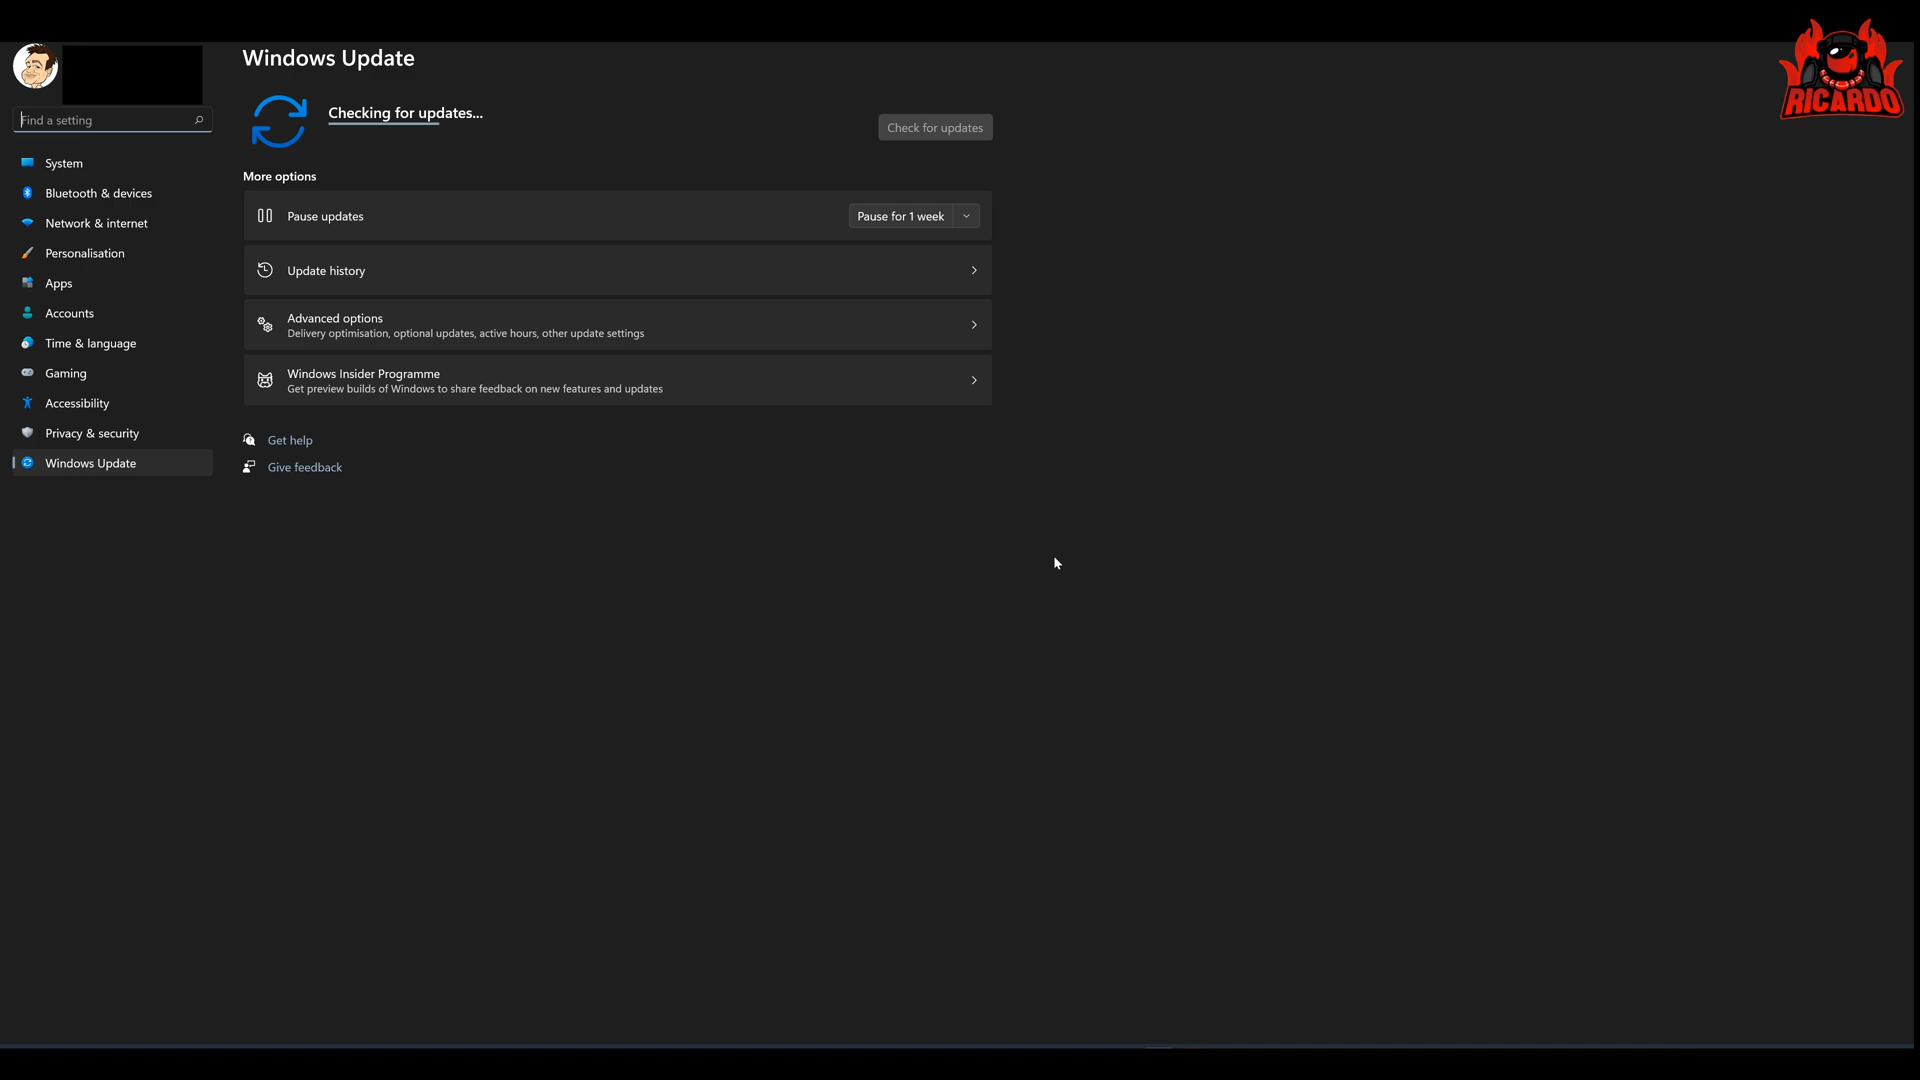 Windows Update
RICARDO
Checking for updates...
Find a setting
Check for updates
System
Bluetooth & devices
Network & internet
Personalisation
Apps
Accounts
Time & language
Gaming
Accessibility
Privacy & security
Windows Update
More options
Pause updates
Pause for 1 week
Update history
Advanced options
Delivery optimisation, optional updates, active hours, other update settings
Windows Insider Programme
Get preview builds of Windows to share feedback on new features and updates
Get help
Give feedback